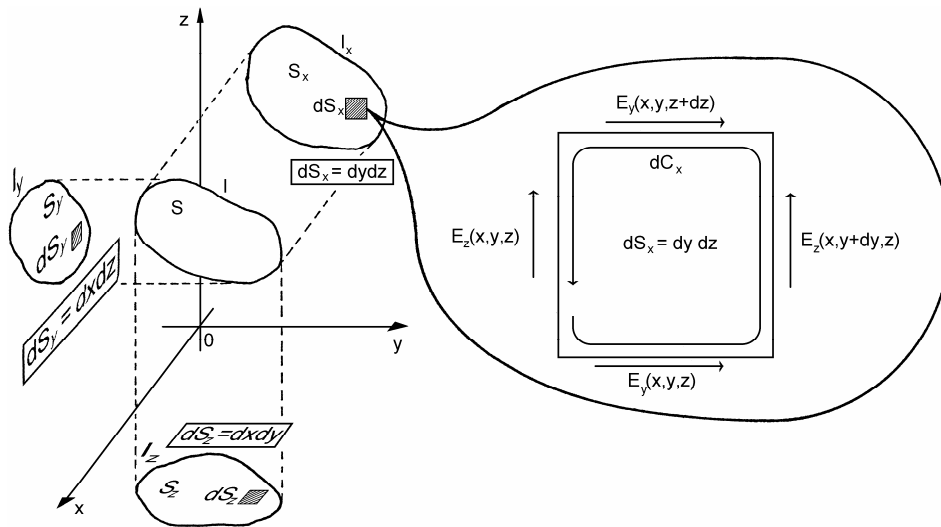 z
l_x
S_x
dS_x
dS_x = dydz
l_y
S_y
dS_y
dS_y = dxdz
l
S
0
y
x
dS_z =dxdy
l_z
S_z
dS_z
E_y(x,y,z+dz)
dC_x
E_z(x,y,z)
dS_x = dy dz
E_z(x,y+dy,z)
E_y(x,y,z)